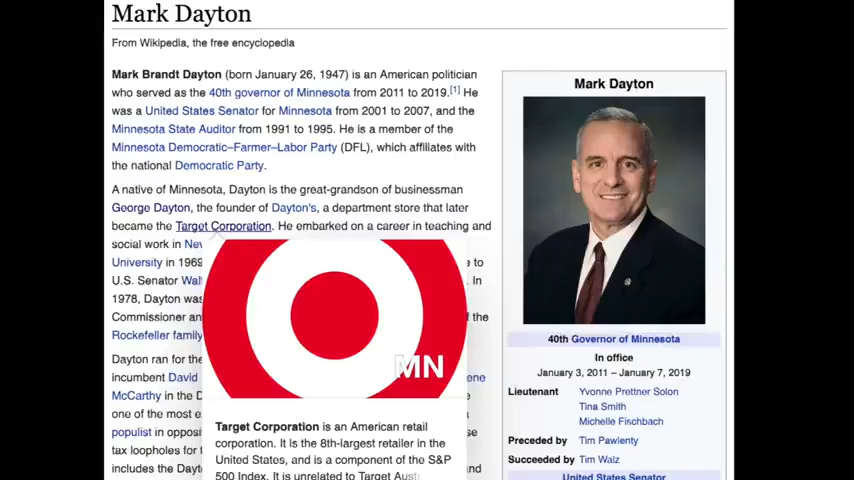 Mark Dayton
From Wikipedia, the free encyclopedia
Mark Brandt Dayton (born January 26, 1947) is an American politician
who served as the 40th governor of Minnesota from 2011 to 2019.[1] He
was a United States Senator for Minnesota from 2001 to 2007, and the
Minnesota State Auditor from 1991 to 1995. He is a member of the
Minnesota Democratic–Farmer–Labor Party (DFL), which affiliates with
the national Democratic Party.
A native of Minnesota, Dayton is the great-grandson of businessman
George Dayton, the founder of Dayton's, a department store that later
became the Target Corporation. He embarked on a career in teaching and
social work in
University in 1969
to
U.S. Senator
In
1978, Dayton was
Commissioner an
the
Rockefeller family
Dayton ran for the
incumbent David
McCarthy in the D
one of the most e
populist in opposi
tax loopholes for
includes the Dayt
and
MN
Target Corporation is an American retail
corporation. It is the 8th-largest retailer in the
United States, and is a component of the S&P
500 Index. It is unrelated to Target
Mark Dayton
40th Governor of Minnesota
In office
January 3, 2011 – January 7, 2019
Lieutenant Yvonne Prettner Solon
Tina Smith
Michelle Fischbach
Preceded by Tim Pawlenty
Succeeded by Tim Walz
United States Senator